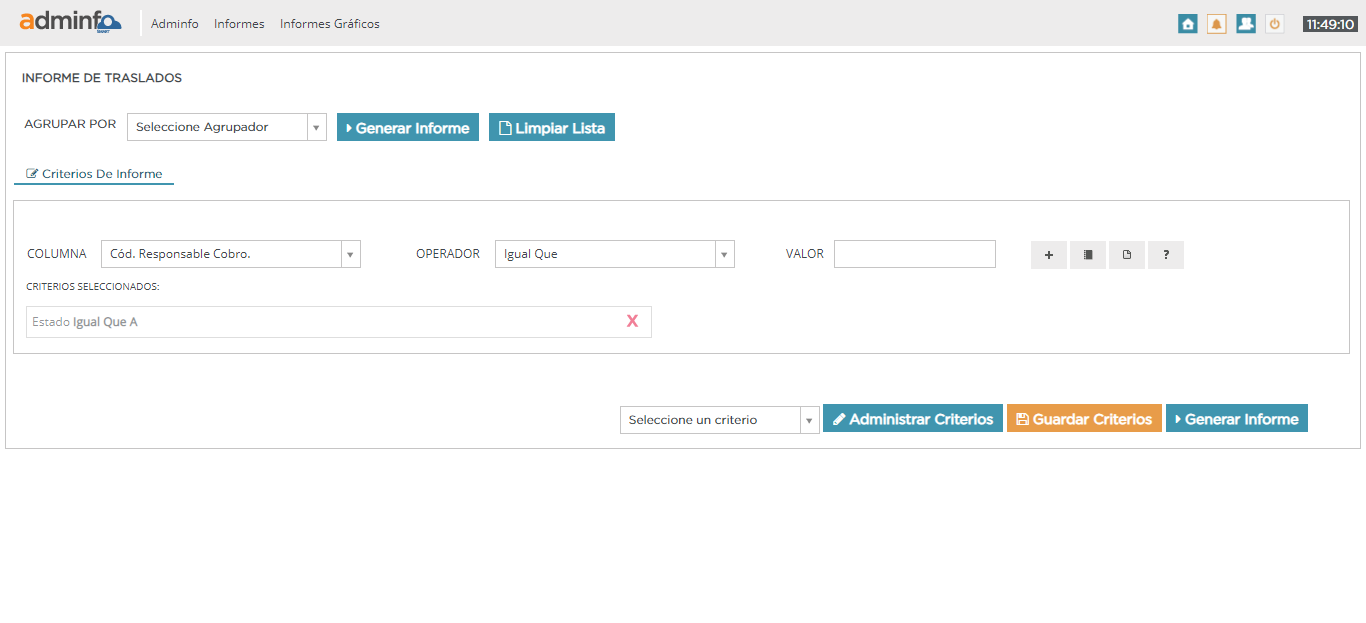 adminfo Adminfo Informes Informes Gráficos 11:49:10
INFORME DE TRASLADOS
AGRUPAR POR Seleccione Agrupador Generar Informe Limpiar Lista
Criterios De Informe
COLUMNA Cód. Responsable Cobro. OPERADOR Igual Que VALOR + ?
CRITERIOS SELECCIONADOS:
Estado Igual Que A X
Seleccione un criterio Administrar Criterios Guardar Criterios Generar Informe